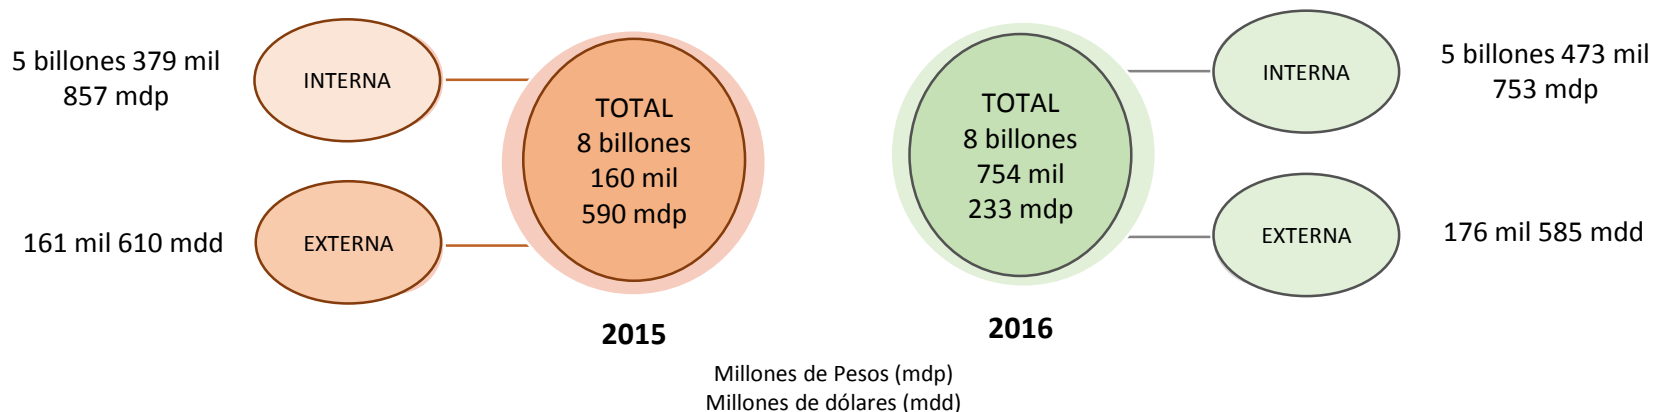 5 billones 379 mil
857 mdp
INTERNA
161 mil 610 mdd
EXTERNA
TOTAL
8 billones
160 mil
590 mdp
2015
TOTAL
8 billones
754 mil
233 mdp
2016
INTERNA
5 billones 473 mil
753 mdp
EXTERNA
176 mil 585 mdd
Millones de Pesos (mdp)
Millones de dólares (mdd)